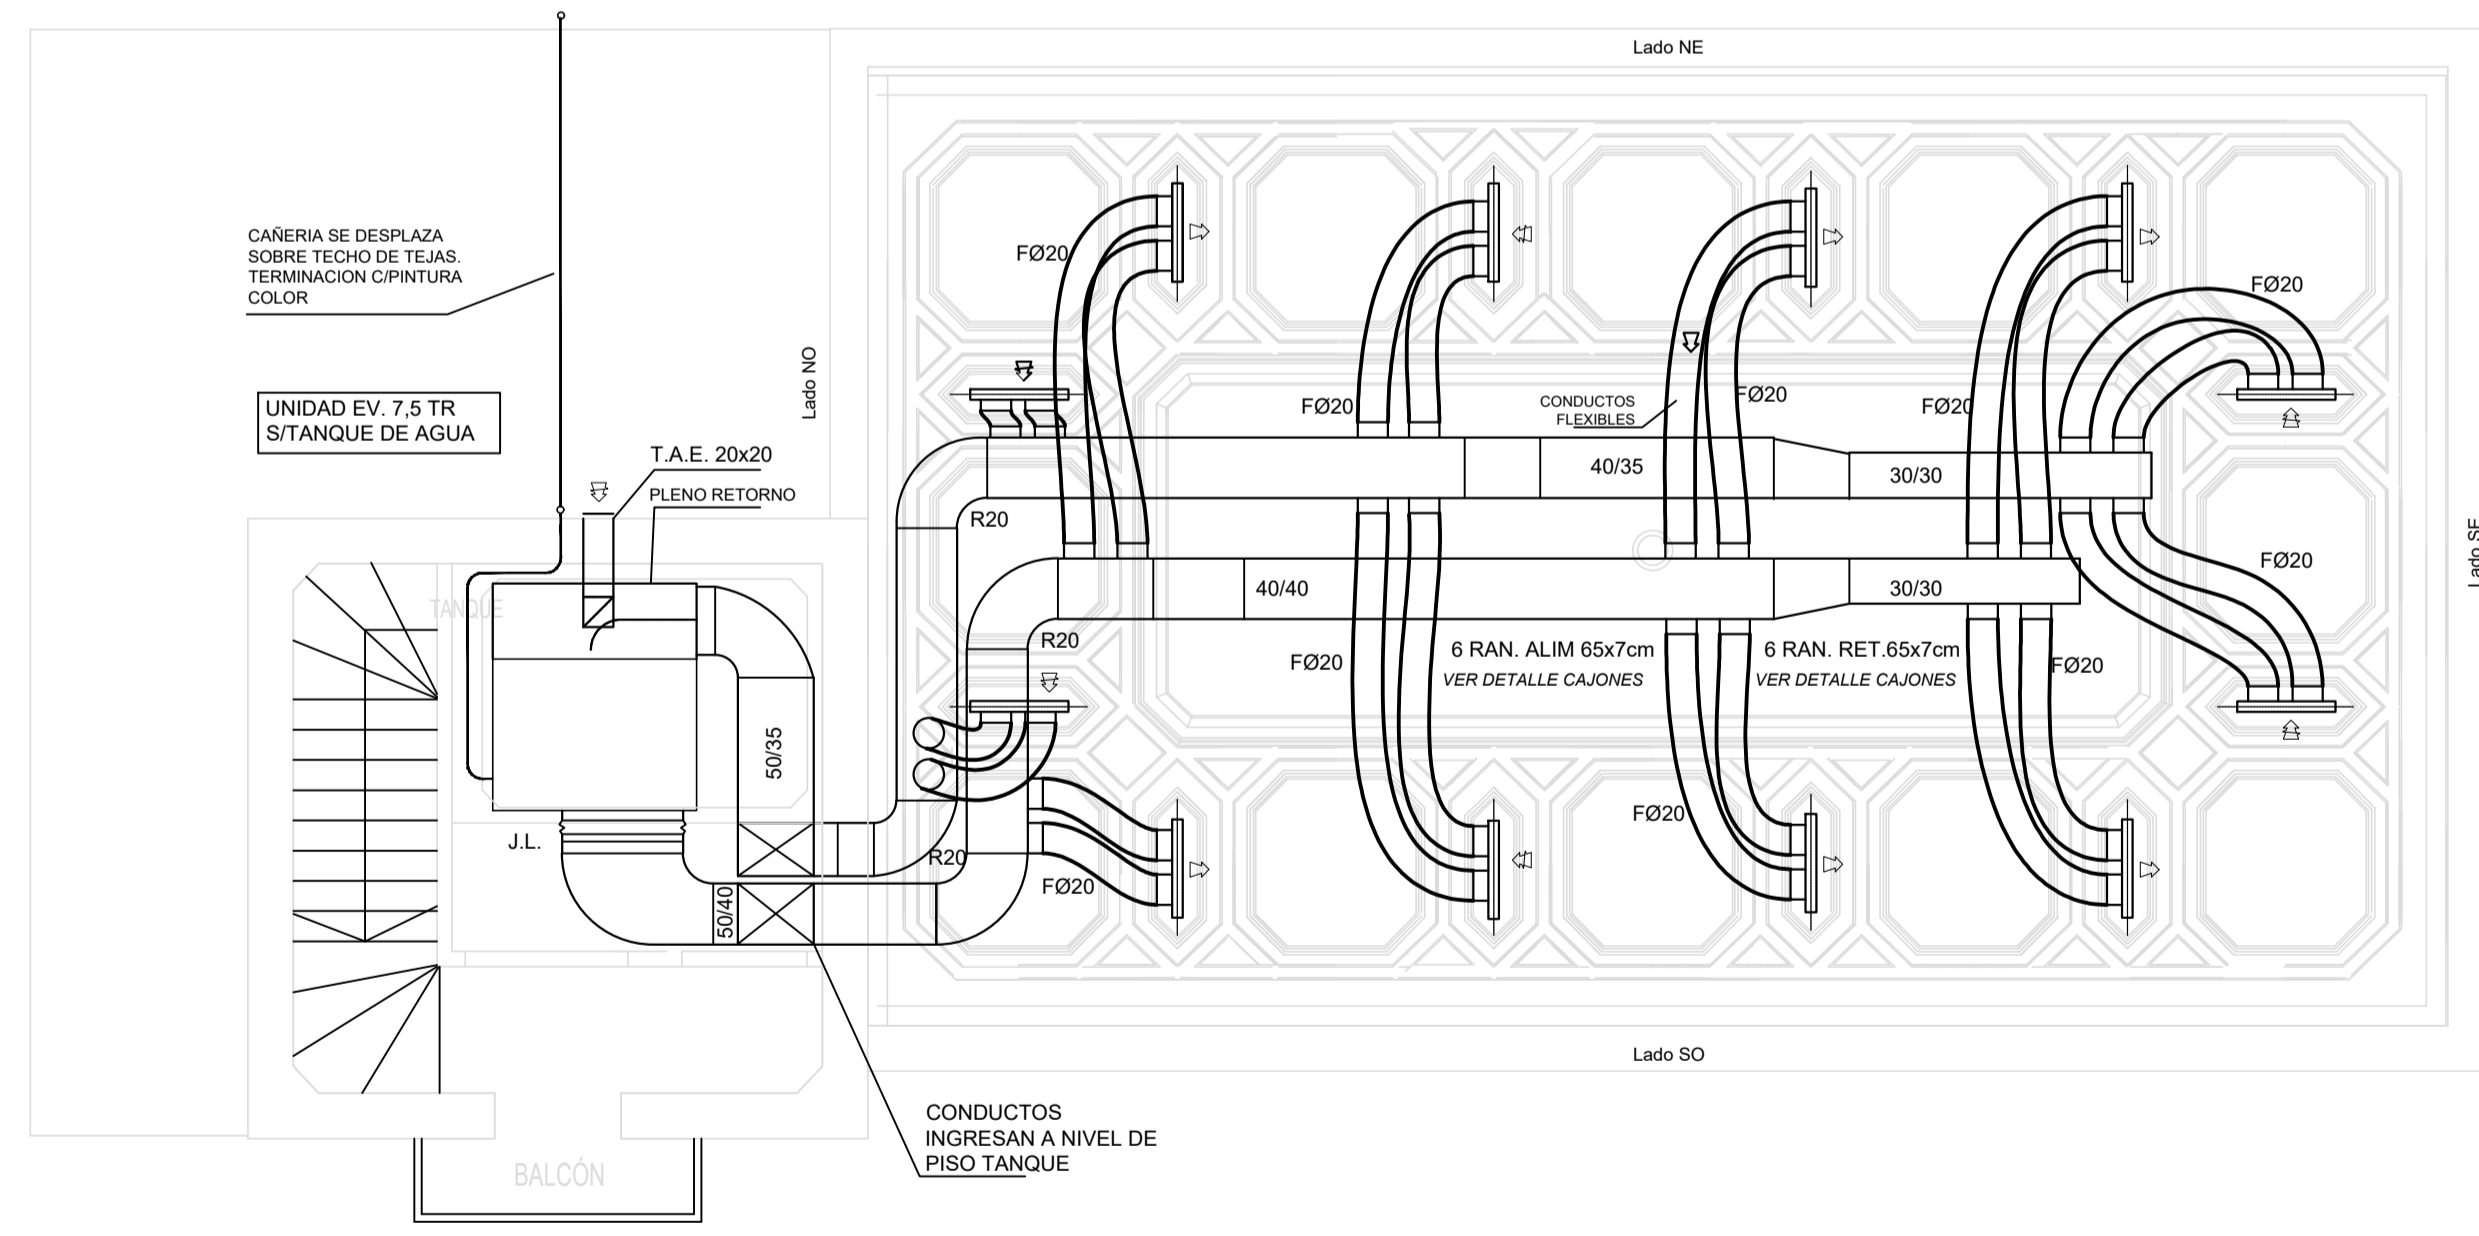 Lado NE
CAÑERIA SE DESPLAZA
SOBRE TECHO DE TEJAS.
TERMINACION C/PINTURA
COLOR
UNIDAD EV. 7,5 TR
S/TANQUE DE AGUA
T.A.E. 20x20
PLENO RETORNO
Lado NO
TANQUE
J.L.
50/35
50/40
BALCÓN
CONDUCTOS
INGRESAN A NIVEL DE
PISO TANQUE
FØ20
FØ20
FØ20
CONDUCTOS
FLEXIBLES
FØ20
FØ20
40/35
30/30
R20
40/40
30/30
FØ20
R20
FØ20
6 RAN. ALIM 65x7cm
VER DETALLE CAJONES
6 RAN. RET.65x7cm
VER DETALLE CAJONES
FØ20
R20
FØ20
FØ20
Lado SE
Lado SO